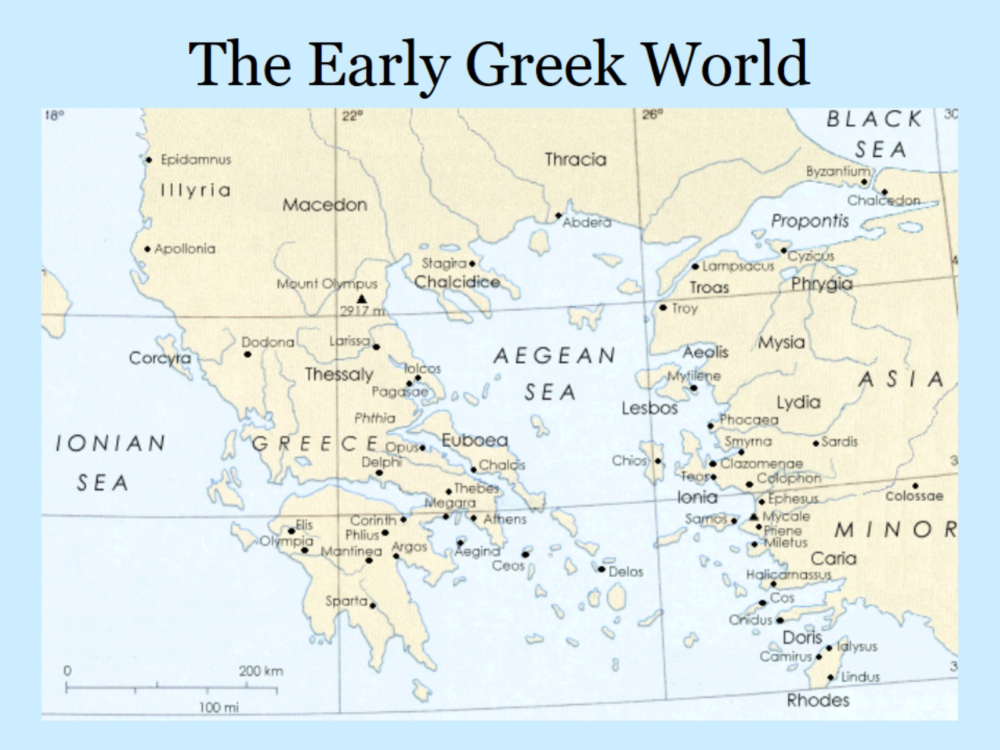 The Early Greek World
18°
22°
26°
30
BLACK
SEA
Epidamnus
Illyria
Macedon
Thracia
Byzantium
Chalcedon
Propontis
Abdera
Apollonia
Stagira
Chalcidice
Cyzicus
Lampsacus
Troas
Phrygia
4
Mount Olympus
2917 m
Troy
Dodona
Larissa
Corcyra
Thessaly
Iolcos
Pagasae
AEGEAN
SEA
Aeolis
Mysia
Mytilene
ASIA
Lesbos
Lydia
Phthia
Phocaea
IONIAN
SEA
GREECE
Opus
Euboea
Smyrna
Sardis
Delphi
Chalcis
Chios
Clazomenae
3
Teos
Colophon
Thebes
Megara
Ionia
Ephesus
Colossae
Corinth
Athens
Samos
Mycale
Elis
Phlius
Priene
MINOR
Olympia
Mantinea
Argos
Aegina
Miletus
Ceos
Caria
Delos
Halicarnassus
Sparta
Cos
Cnidus
Doris
Ialysus
Camirus
0
200 km
3
Lindus
100 mi
Rhodes